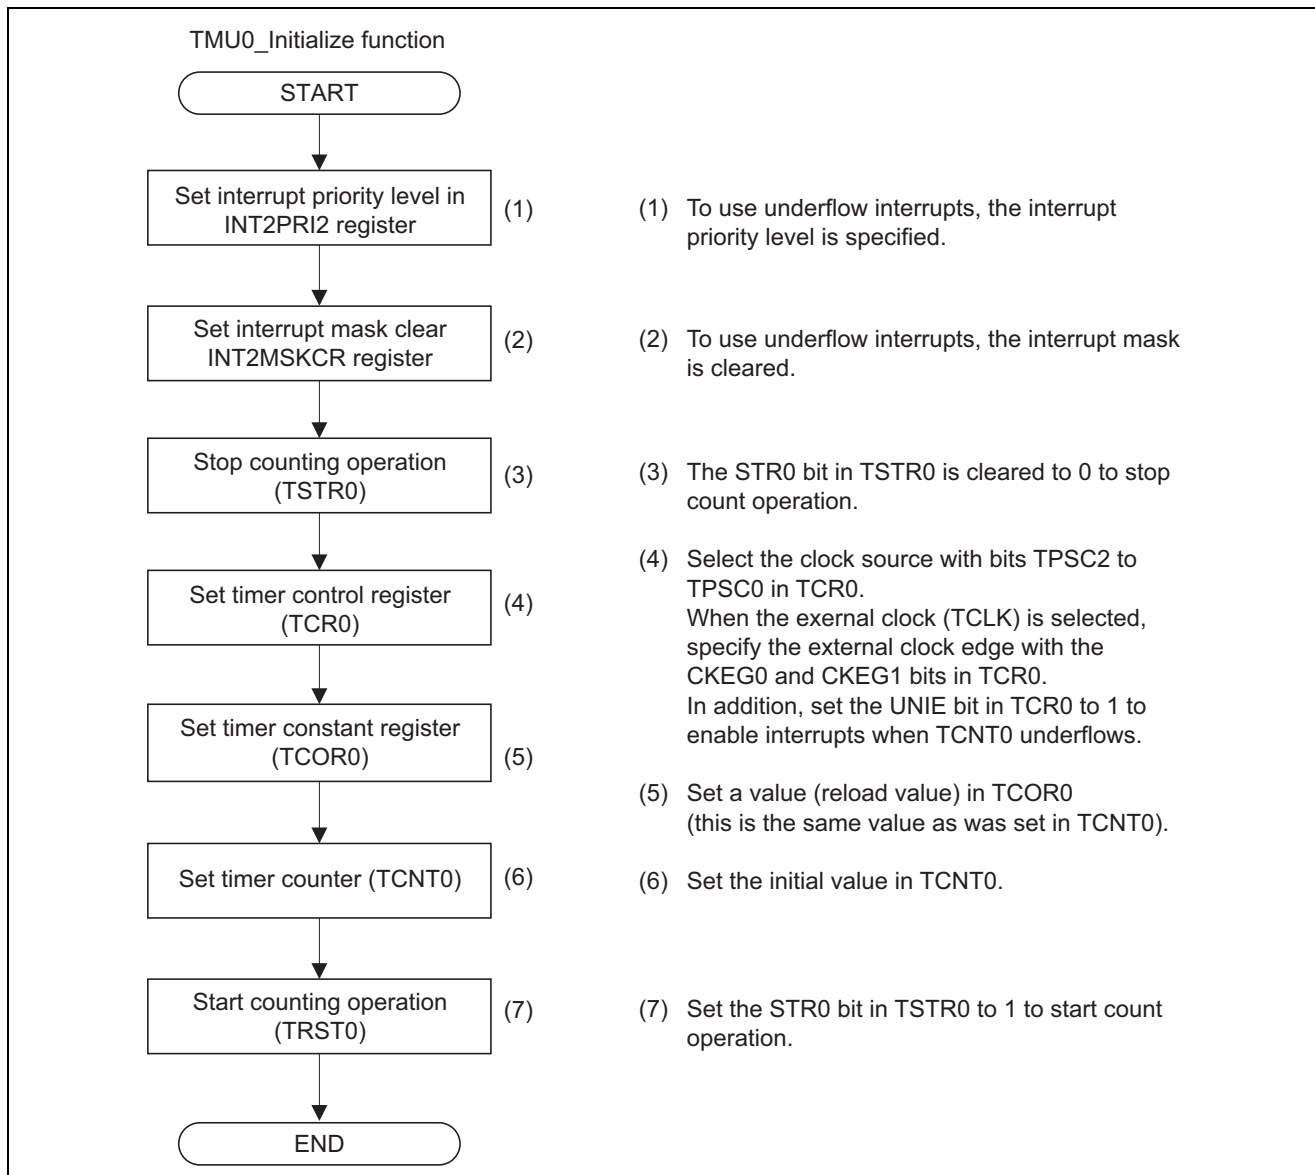 TMU0_Initialize function
START
Set interrupt priority level in
INT2PRI2 register
(1)
(1) To use underflow interrupts, the interrupt
priority level is specified.
Set interrupt mask clear
INT2MSKCR register
(2)
(2) To use underflow interrupts, the interrupt mask
is cleared.
Stop counting operation
(TSTR0)
(3)
(3) The STR0 bit in TSTR0 is cleared to 0 to stop
count operation.
Set timer control register
(TCR0)
(4)
(4) Select the clock source with bits TPSC2 to
TPSC0 in TCR0.
When the exernal clock (TCLK) is selected,
specify the external clock edge with the
CKEG0 and CKEG1 bits in TCR0.
In addition, set the UNIE bit in TCR0 to 1 to
enable interrupts when TCNT0 underflows.
Set timer constant register
(TCOR0)
(5)
(5) Set a value (reload value) in TCOR0
(this is the same value as was set in TCNT0).
Set timer counter (TCNT0)
(6)
(6) Set the initial value in TCNT0.
Start counting operation
(TRST0)
(7)
(7) Set the STR0 bit in TSTR0 to 1 to start count
operation.
END